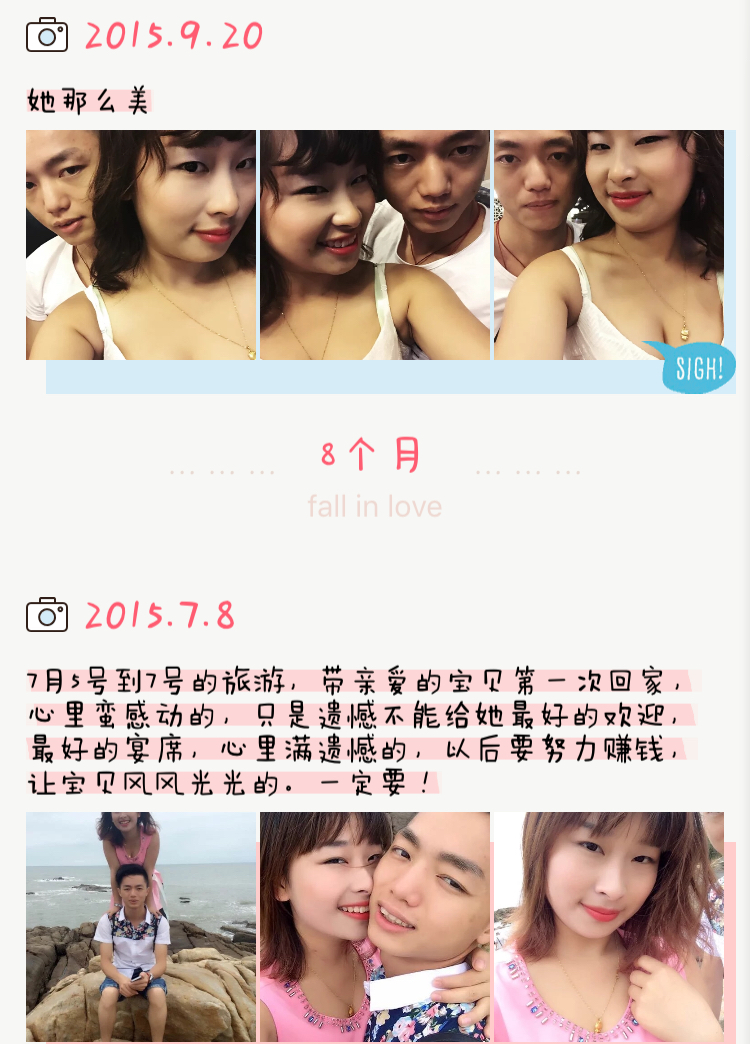 2015.9.20
她那么美
SIGH!
... ... ... 8个月 ... ... ...
fall in love
2015.7.8
7月5号到7号的旅游，带亲爱的宝贝第一次回家，
心里蛮感动的，只是遗憾不能给她最好的欢迎，
最好的宴席，心里满遗憾的，以后要努力赚钱，
让宝贝风风光光的。一定要！